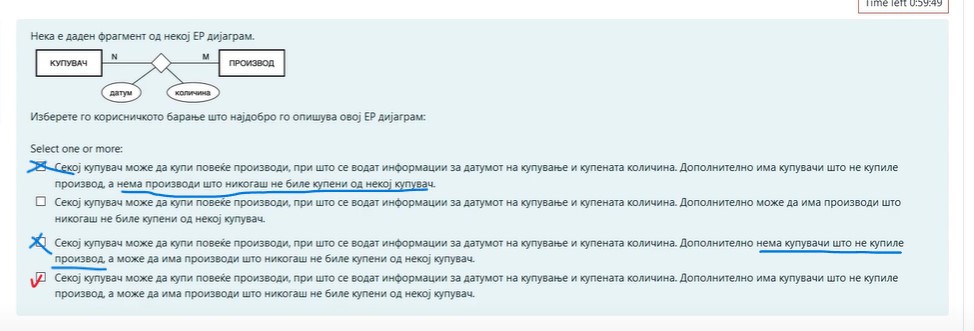 Time left 0:59:49
Нека е даден фрагмент од некој ЕР дијаграм.
КУПУВАЧ N М ПРОИЗВОД
датум количина
Изберете го корисничкото барање што најдобро го опишува овој ЕР дијаграм:
Select one or more:
Секој купувач може да купи повеќе производи, при што се водат информации за датумот на купување и купената количина. Дополнително има купувачи што не купиле
производ, а нема производи што никогаш не биле купени од некој купувач.
Секој купувач може да купи повеќе производи, при што се водат информации за датумот на купување и купената количина. Дополнително може да има производи што
никогаш не биле купени од некој купувач.
Секој купувач може да купи повеќе производи, при што се водат информации за датумот на купување и купената количина. Дополнително нема купувачи што не купиле
производ, а може да има производи што никогаш не биле купени од некој купувач.
Секој купувач може да купи повеќе производи, при што се водат информации за датумот на купување и купената количина. Дополнително има купувачи што не купиле
производ, а може да има производи што никогаш не биле купени од некој купувач.